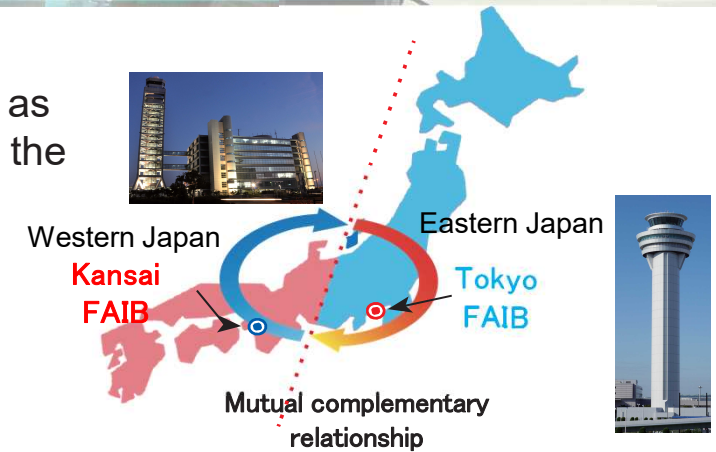 as
the
Western Japan
Eastern Japan
Kansai
FAIB
Tokyo
FAIB
Mutual complementary
relationship